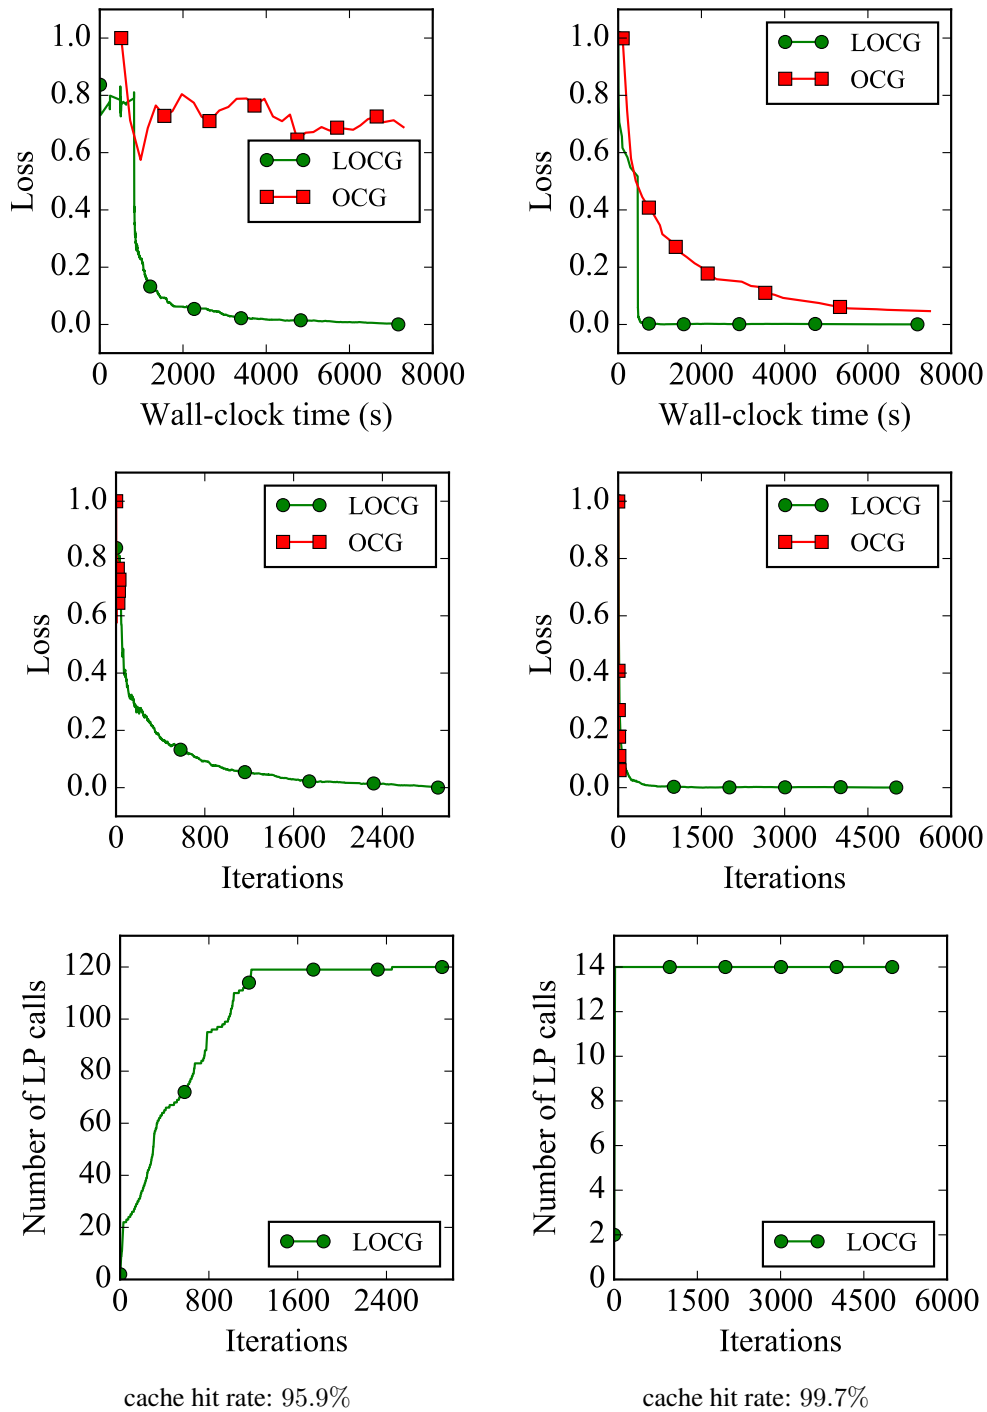 1.0
0.8
0.6
0.4
0.2
0.0
Loss
LOCG
OCG
0 2000 4000 6000 8000
Wall-clock time (s)
1.0
0.8
0.6
0.4
0.2
0.0
Loss
LOCG
OCG
0 2000 4000 6000 8000
Wall-clock time (s)
1.0
0.8
0.6
0.4
0.2
0.0
Loss
LOCG
OCG
0 800 1600 2400
Iterations
1.0
0.8
0.6
0.4
0.2
0.0
Loss
LOCG
OCG
0 1500 3000 4500 6000
Iterations
120
100
80
60
40
20
0
Number of LP calls
LOCG
0 800 1600 2400
Iterations
14
12
10
8
6
4
2
0
Number of LP calls
LOCG
0 1500 3000 4500 6000
Iterations
cache hit rate: 95.9%
cache hit rate: 99.7%